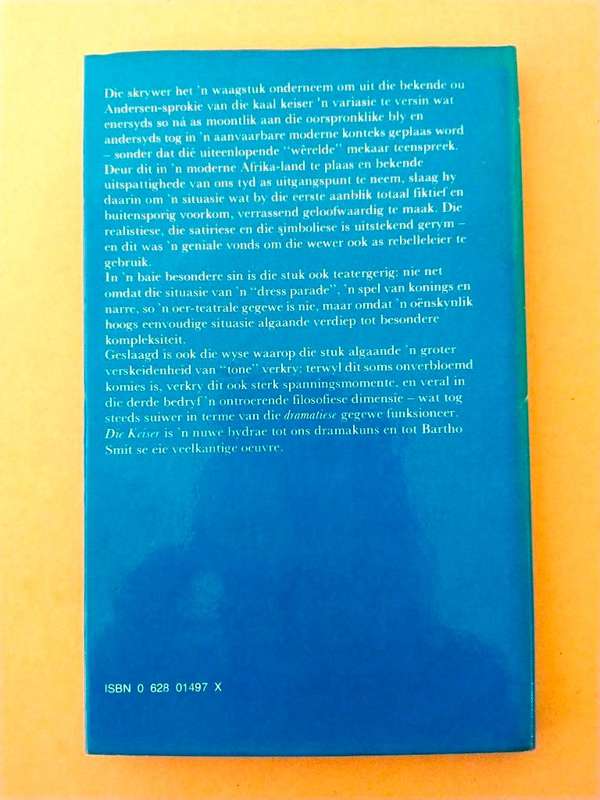 Die skrywer het 'n waagstuk onderneem om uit die bekende ou
Andersen-sprokie van die kaal keiser 'n variasie te versin wat
enersyds so ná as moontlik aan die oorspronklike bly en
andersyds tog in 'n aanvaarbare moderne konteks geplaas word
– sonder dat dié uiteenlopende "wêrelde" mekaar teenspreek.
Deur dit in 'n moderne Afrika-land te plaas en bekende
uitspattighede van ons tyd as uitgangspunt te neem, slaag hy
daarin om 'n situasie wat by die eerste aanblik totaal fiktief en
buitensporig voorkom, verrassend geloofwaardig te maak. Die
realistiese, die satiriese en die simboliese is uitstekend gerym –
en dit was 'n geniale vonds om die wewer ook as rebelleleier te
gebruik.
In 'n baie besondere sin is die stuk ook teatergerig: nie net
omdat die situasie van 'n "dress parade", 'n spel van konings en
narre, so 'n oer-teatrale gegewe is nie, maar omdat 'n oënskynlik
hoogs eenvoudige situasie algaande verdiep tot besondere
kompleksiteit.
Geslaagd is ook die wyse waarop die stuk algaande 'n groter
verskeidenheid van "tone" verkry: terwyl dit soms onverbloemd
komies is, verkry dit ook sterk spanningsmomente, en veral in
die derde bedryf 'n ontroerende filosofiese dimensie – wat tog
steeds suiwer in terme van die dramatiese gegewe funksioneer.
Die Keiser is 'n nuwe bydrae tot ons dramakuns en tot Bartho
Smit se eie veelkantige oeuvre.
ISBN 0 628 01497 X